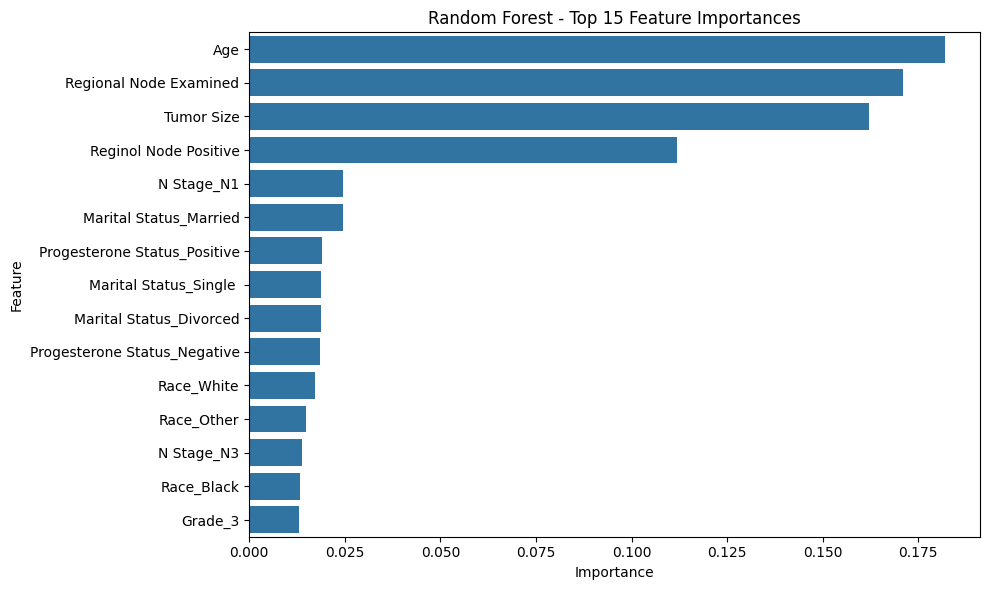 Random Forest - Top 15 Feature Importances
Age
Regional Node Examined
Tumor Size
Reginol Node Positive
N Stage_N1
Marital Status_Married
Progesterone Status_Positive
Marital Status_Single
Marital Status_Divorced
Progesterone Status_Negative
Race_White
Race_Other
N Stage_N3
Race_Black
Grade_3
Feature
0.000 0.025 0.050 0.075 0.100 0.125 0.150 0.175
Importance